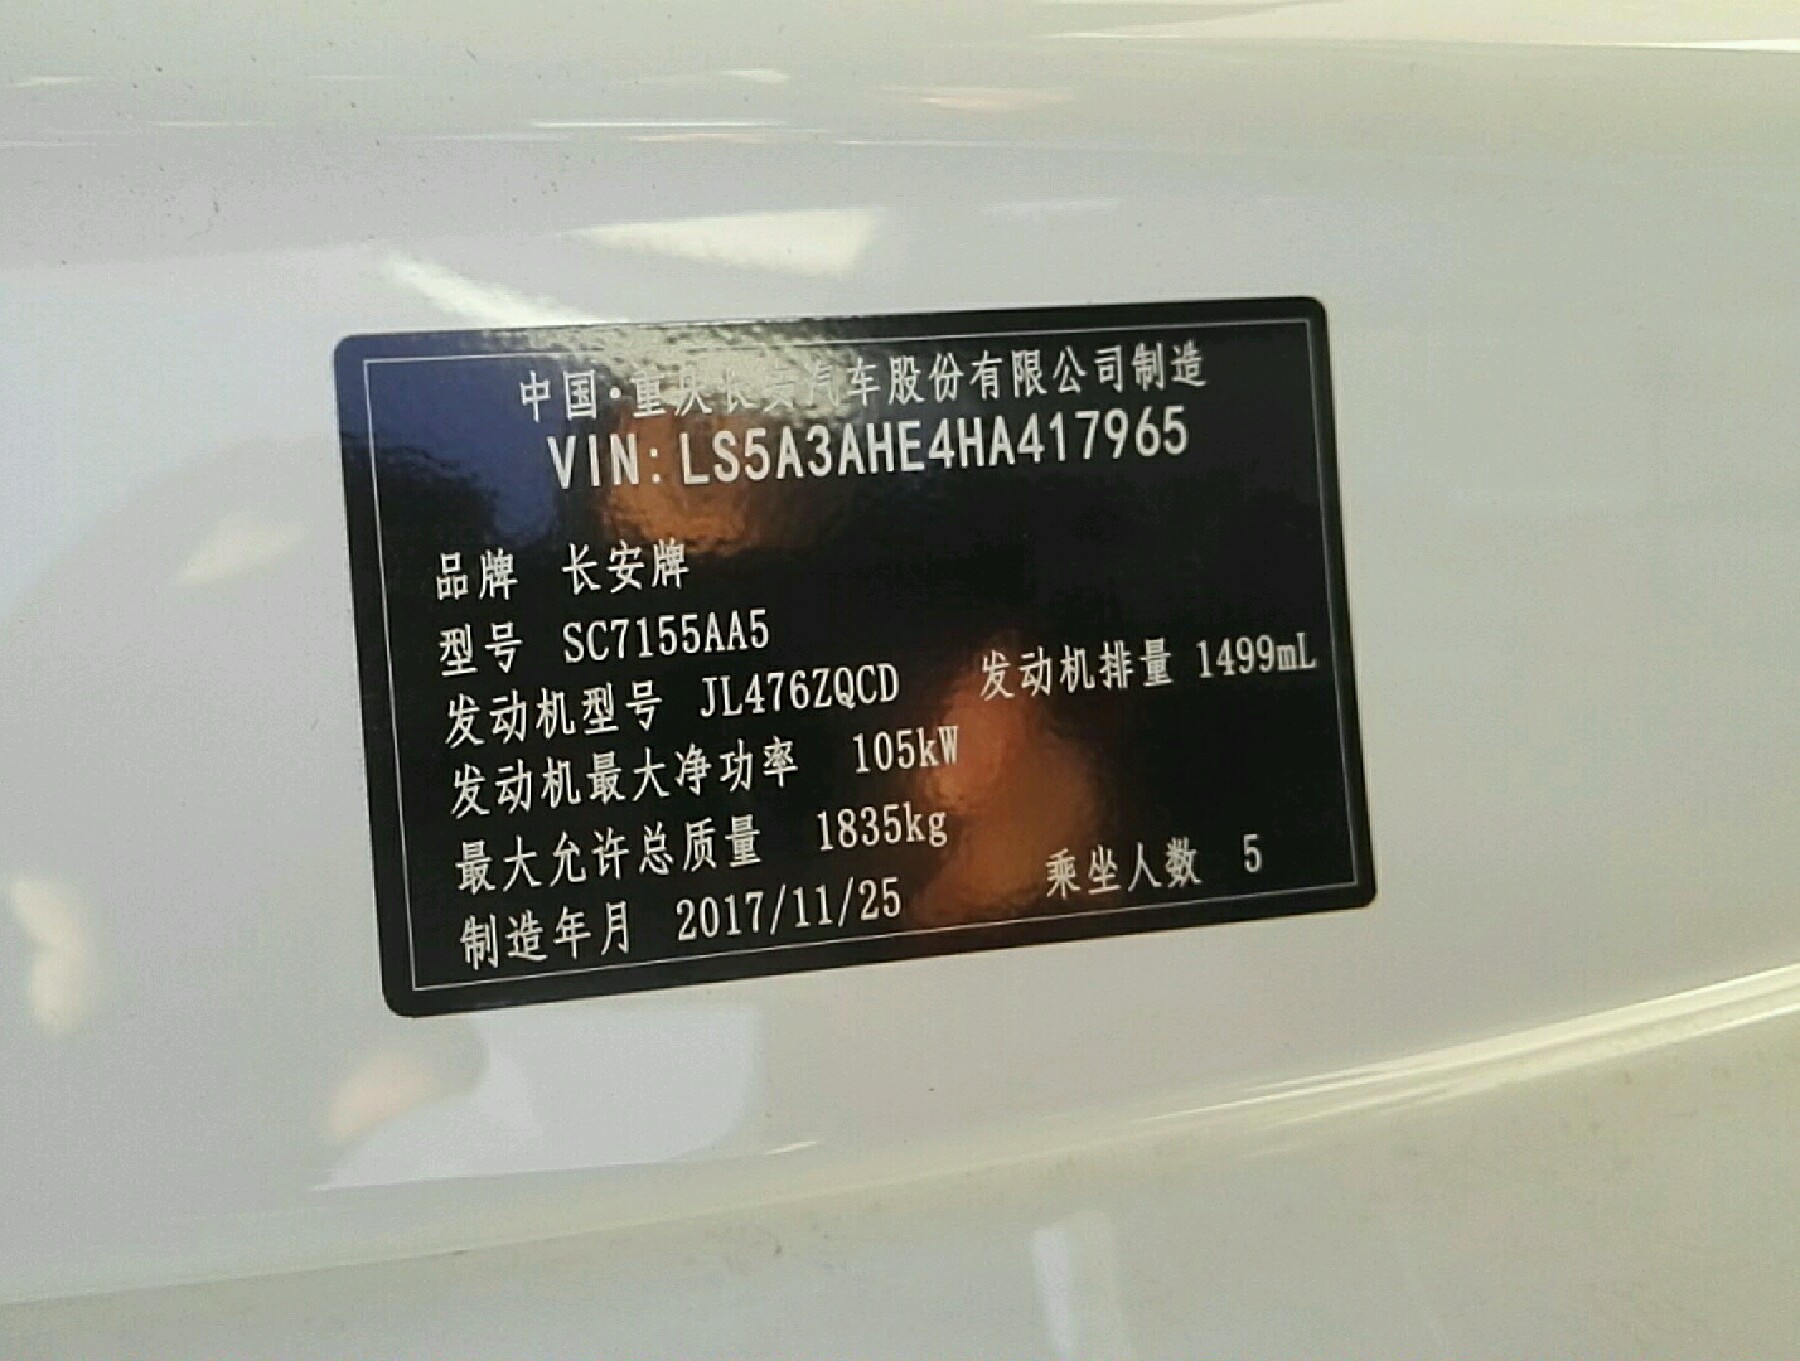 中国·重庆长安汽车股份有限公司制造
VIN:LS5A3AHE4HA417965
品牌 长安牌
型号 SC7155AA5
发动机型号 JL476ZQCD 发动机排量 1499mL
发动机最大净功率 105kW
最大允许总质量 1835kg
制造年月 2017/11/25 乘坐人数 5